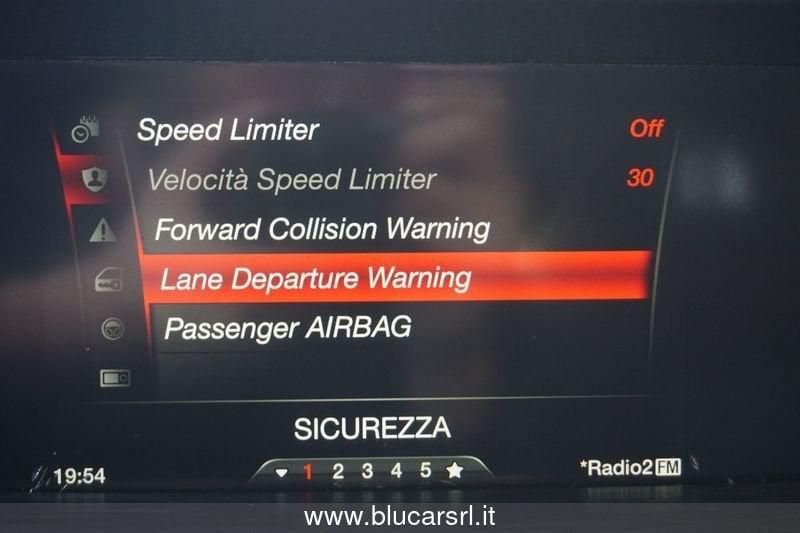 Speed Limiter Off
Velocità Speed Limiter 30
Forward Collision Warning
Lane Departure Warning
Passenger AIRBAG
SICUREZZA
19:54 1 2 3 4 5 *Radio2 FM
www.blucarsrl.it